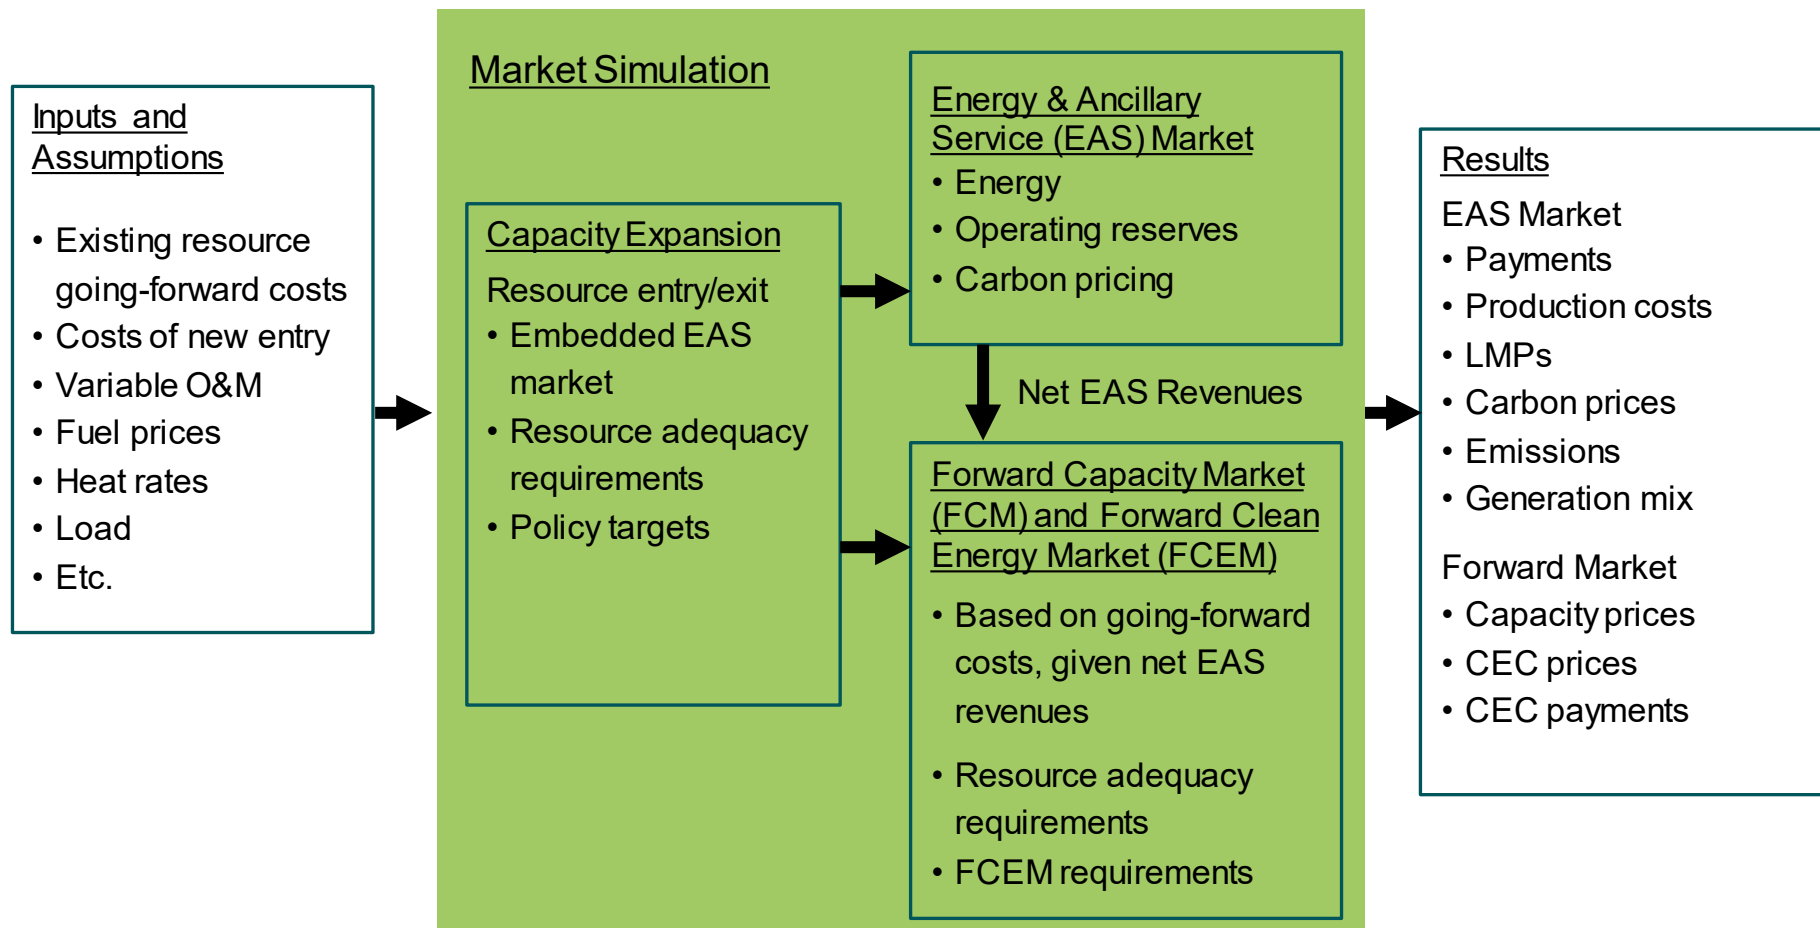 Inputs and
Assumptions
• Existing resource
going-forward costs
• Costs of new entry
• Variable O&M
• Fuel prices
• Heat rates
• Load
• Etc.
Market Simulation
Capacity Expansion
Resource entry/exit
• Embedded EAS
market
• Resource adequacy
requirements
• Policy targets
Energy & Ancillary
Service (EAS) Market
• Energy
• Operating reserves
• Carbon pricing
Net EAS Revenues
Forward Capacity Market
(FCM) and Forward Clean
Energy Market (FCEM)
• Based on going-forward
costs, given net EAS
revenues
• Resource adequacy
requirements
• FCEM requirements
Results
EAS Market
• Payments
• Production costs
• LMPs
• Carbon prices
• Emissions
• Generation mix
Forward Market
• Capacity prices
• CEC prices
• CEC payments